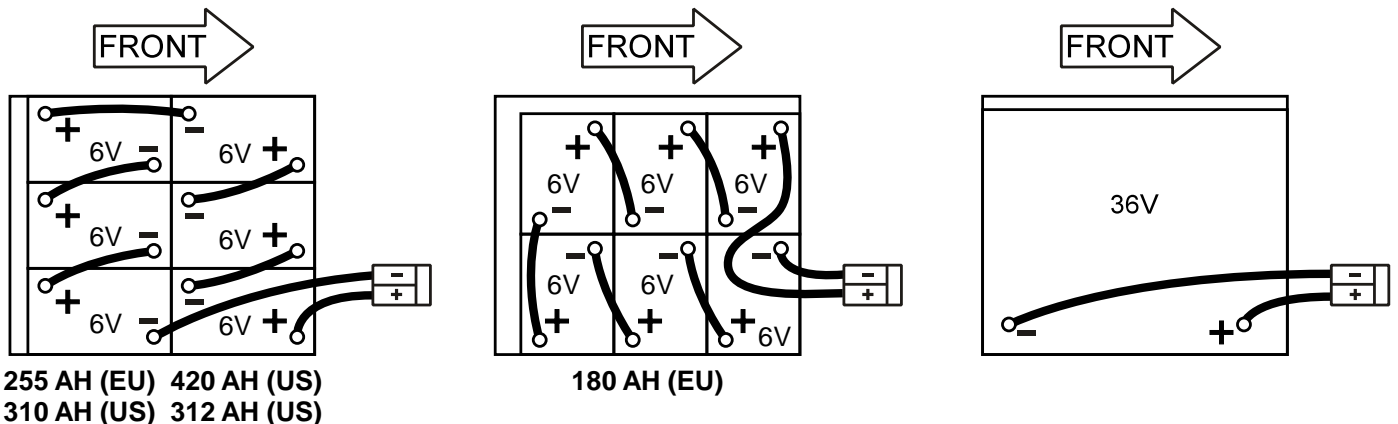 FRONT
FRONT
FRONT
+ -
6V - 6V +
+ -
6V - 6V +
+ -
6V - 6V +
-
+
255 AH (EU) 420 AH (US)
310 AH (US) 312 AH (US)
+ + +
6V 6V 6V
- - -
- - -
6V 6V
+ + + 6V
-
+
180 AH (EU)
36V
- +
-
+